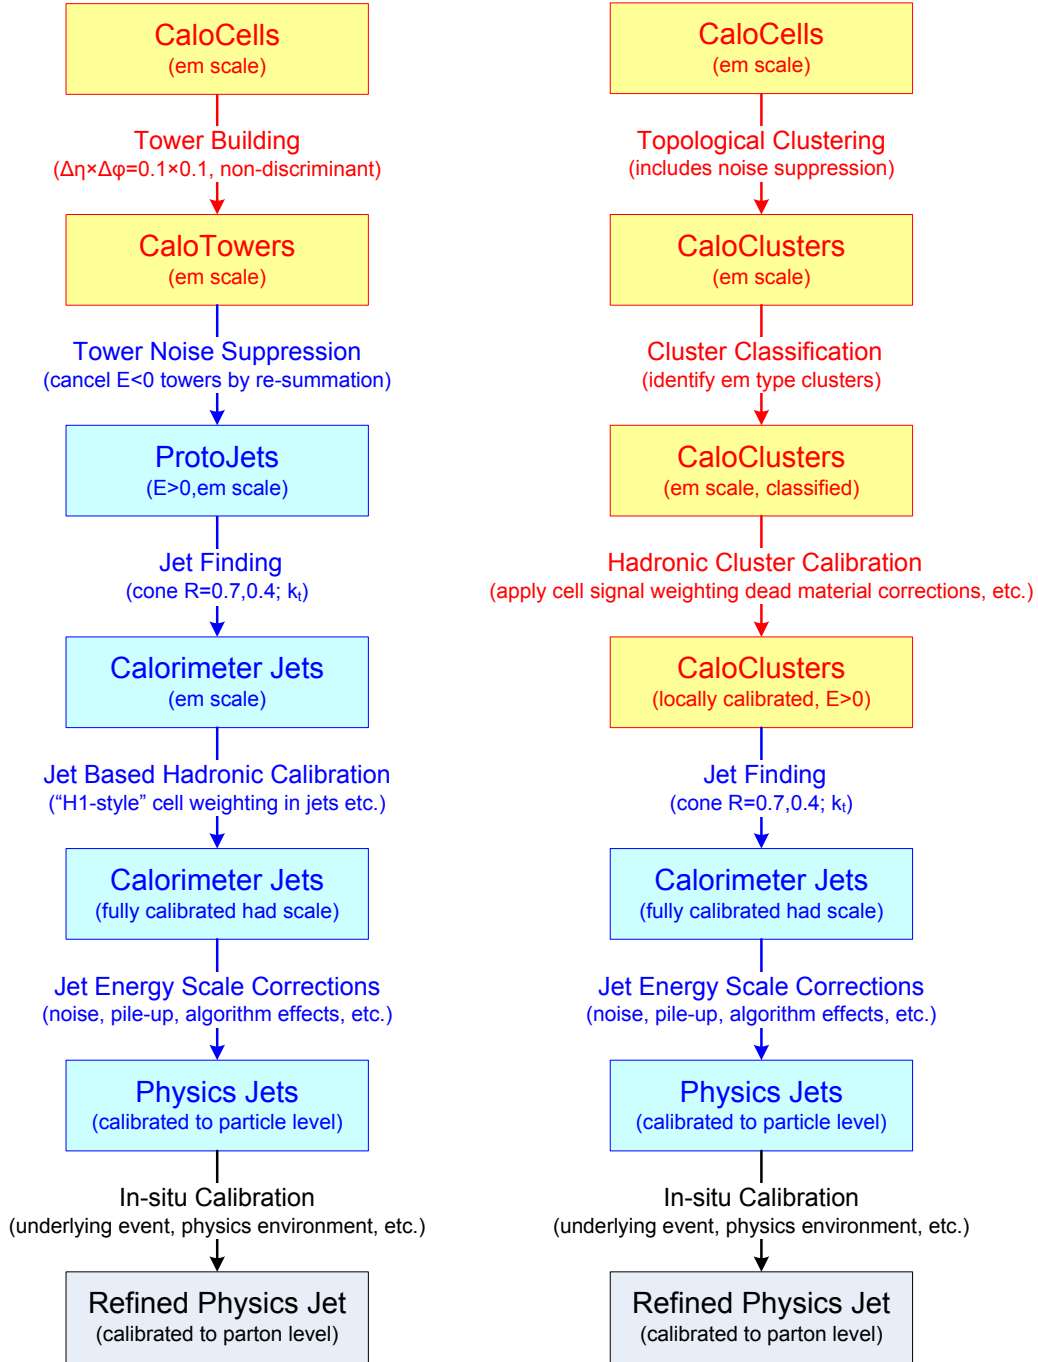 CaloCells
(em scale)
Tower Building
(Δη×Δφ=0.1×0.1, non-discriminant)
CaloTowers
(em scale)
Tower Noise Suppression
(cancel E<0 towers by re-summation)
ProtoJets
(E>0,em scale)
Jet Finding
(cone R=0.7,0.4; kt)
Calorimeter Jets
(em scale)
Jet Based Hadronic Calibration
(“H1-style” cell weighting in jets etc.)
Calorimeter Jets
(fully calibrated had scale)
Jet Energy Scale Corrections
(noise, pile-up, algorithm effects, etc.)
Physics Jets
(calibrated to particle level)
In-situ Calibration
(underlying event, physics environment, etc.)
Refined Physics Jet
(calibrated to parton level)
CaloCells
(em scale)
Topological Clustering
(includes noise suppression)
CaloClusters
(em scale)
Cluster Classification
(identify em type clusters)
CaloClusters
(em scale, classified)
Hadronic Cluster Calibration
(apply cell signal weighting dead material corrections, etc.)
CaloClusters
(locally calibrated, E>0)
Jet Finding
(cone R=0.7,0.4; kt)
Calorimeter Jets
(fully calibrated had scale)
Jet Energy Scale Corrections
(noise, pile-up, algorithm effects, etc.)
Physics Jets
(calibrated to particle level)
In-situ Calibration
(underlying event, physics environment, etc.)
Refined Physics Jet
(calibrated to parton level)